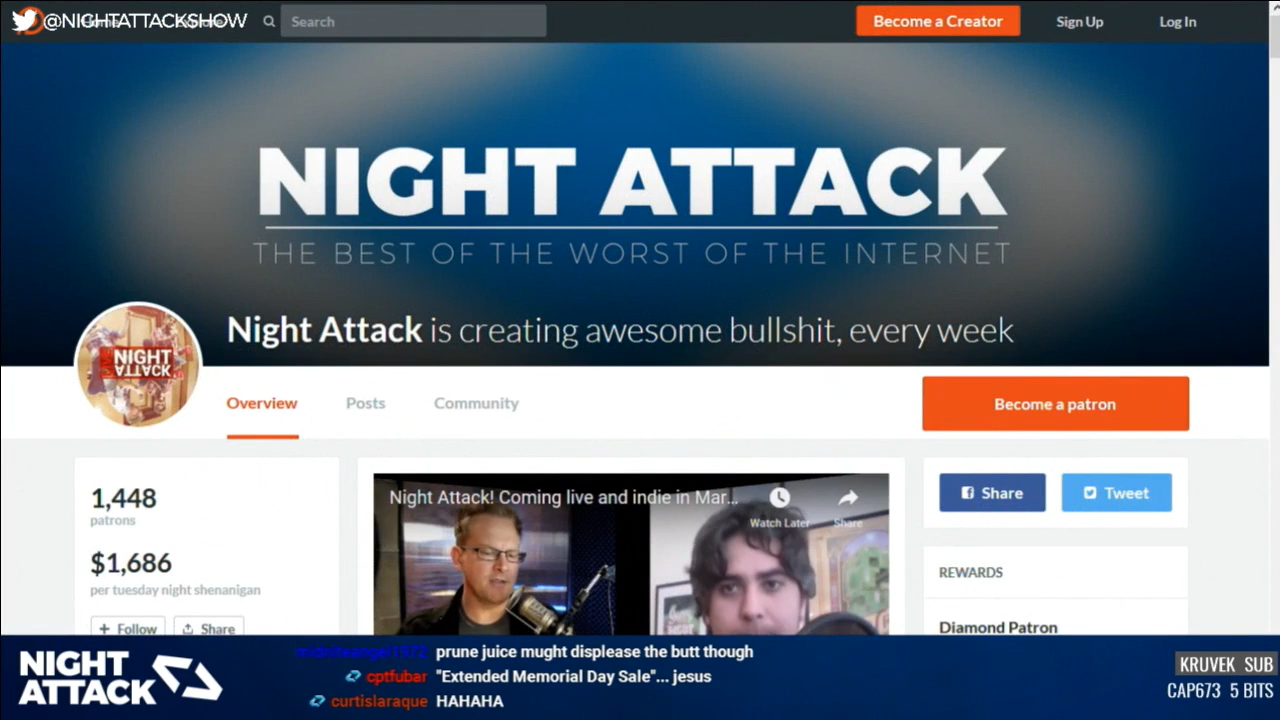 @NIGHTATTACKSHOW
Search
Become a Creator
Sign Up
Log In
NIGHT ATTACK
THE BEST OF THE WORST OF THE INTERNET
Night Attack is creating awesome bullshit, every week
NIGHT
ATTACK
Overview
Posts
Community
Become a patron
1,448
patrons
$1,686
per tuesday night shenanigan
+ Follow
Share
Night Attack! Coming live and indie in Mar...
Watch Later
Share
Share
Tweet
REWARDS
Diamond Patron
NIGHT
ATTACK
midniteangel1972 prune juice mught displease the butt though
cptfubar "Extended Memorial Day Sale"... jesus
curtislaraque HAHAHA
KRUVEK SUB
CAP673 5 BITS